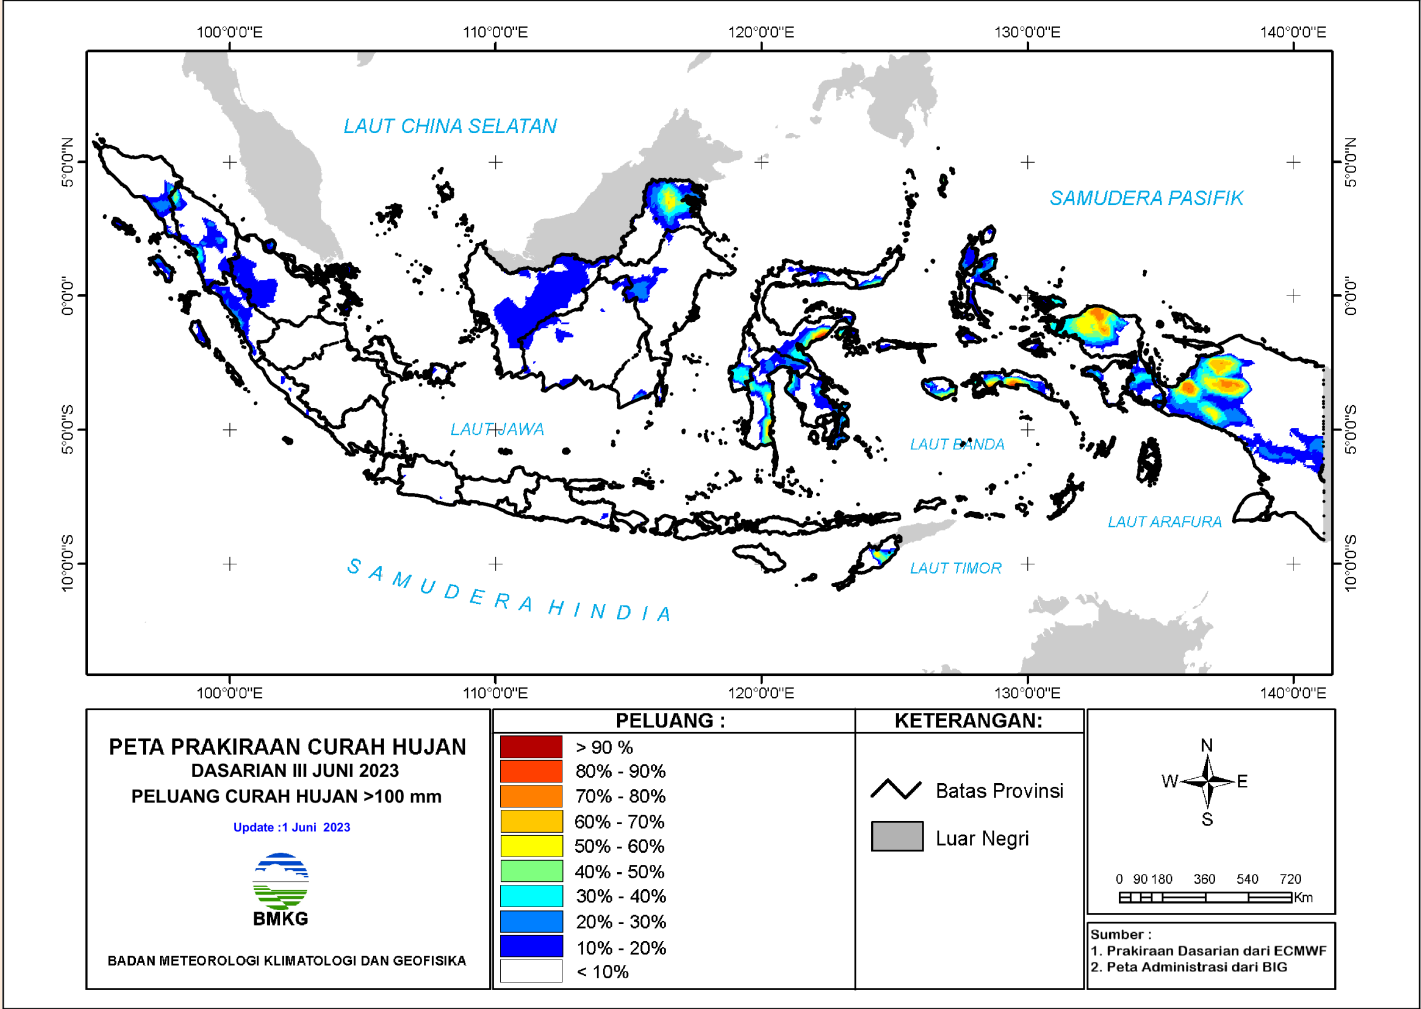 100°0'0"E 110°0'0"E 120°0'0"E 130°0'0"E 140°0'0"E
5°0'0"N 5°0'0"N
0°0'0" 0°0'0"
5°0'0"S 5°0'0"S
10°0'0"S 10°0'0"S
LAUT CHINA SELATAN
SAMUDERA PASIFIK
LAUT JAWA
LAUT BANDA
LAUT ARAFURA
LAUT TIMOR
SAMUDERA HINDIA
100°0'0"E 110°0'0"E 120°0'0"E 130°0'0"E 140°0'0"E
PETA PRAKIRAAN CURAH HUJAN
DASARIAN III JUNI 2023
PELUANG CURAH HUJAN >100 mm
Update :1 Juni 2023
BMKG
BADAN METEOROLOGI KLIMATOLOGI DAN GEOFISIKA
PELUANG :
> 90 %
80% - 90%
70% - 80%
60% - 70%
50% - 60%
40% - 50%
30% - 40%
20% - 30%
10% - 20%
< 10%
KETERANGAN:
Batas Provinsi
Luar Negri
N
W E
S
0 90 180 360 540 720
Km
Sumber :
1. Prakiraan Dasarian dari ECMWF
2. Peta Administrasi dari BIG